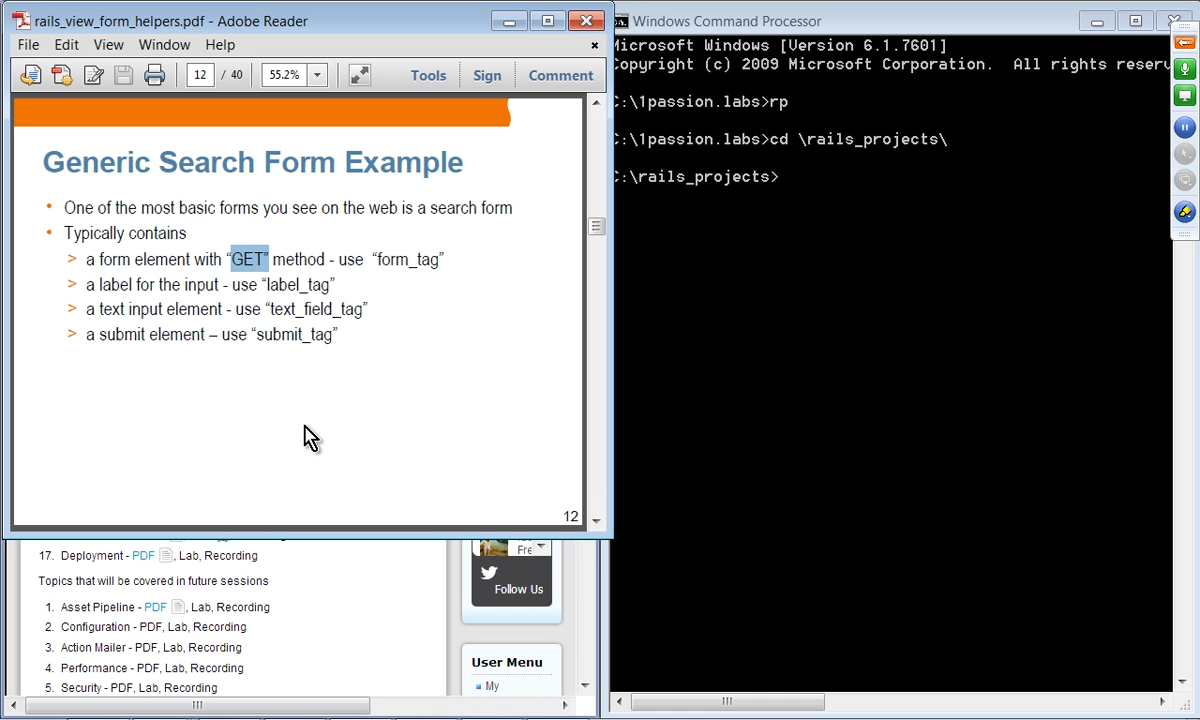 rails_view_form_helpers.pdf - Adobe Reader
File Edit View Window Help
12 / 40 55.2% Tools Sign Comment
Generic Search Form Example
• One of the most basic forms you see on the web is a search form
• Typically contains
> a form element with “GET” method - use “form_tag”
> a label for the input - use “label_tag”
> a text input element - use “text_field_tag”
> a submit element – use “submit_tag”
12
17. Deployment - PDF , Lab, Recording
Topics that will be covered in future sessions
1. Asset Pipeline - PDF , Lab, Recording
2. Configuration - PDF, Lab, Recording
3. Action Mailer - PDF, Lab, Recording
4. Performance - PDF, Lab, Recording
5. Security - PDF, Lab, Recording
Fre
Follow Us
User Menu
My
Windows Command Processor
Microsoft Windows [Version 6.1.7601]
Copyright (c) 2009 Microsoft Corporation. All rights reserv
C:\1passion.labs>rp
C:\1passion.labs>cd \rails_projects\
C:\rails_projects>